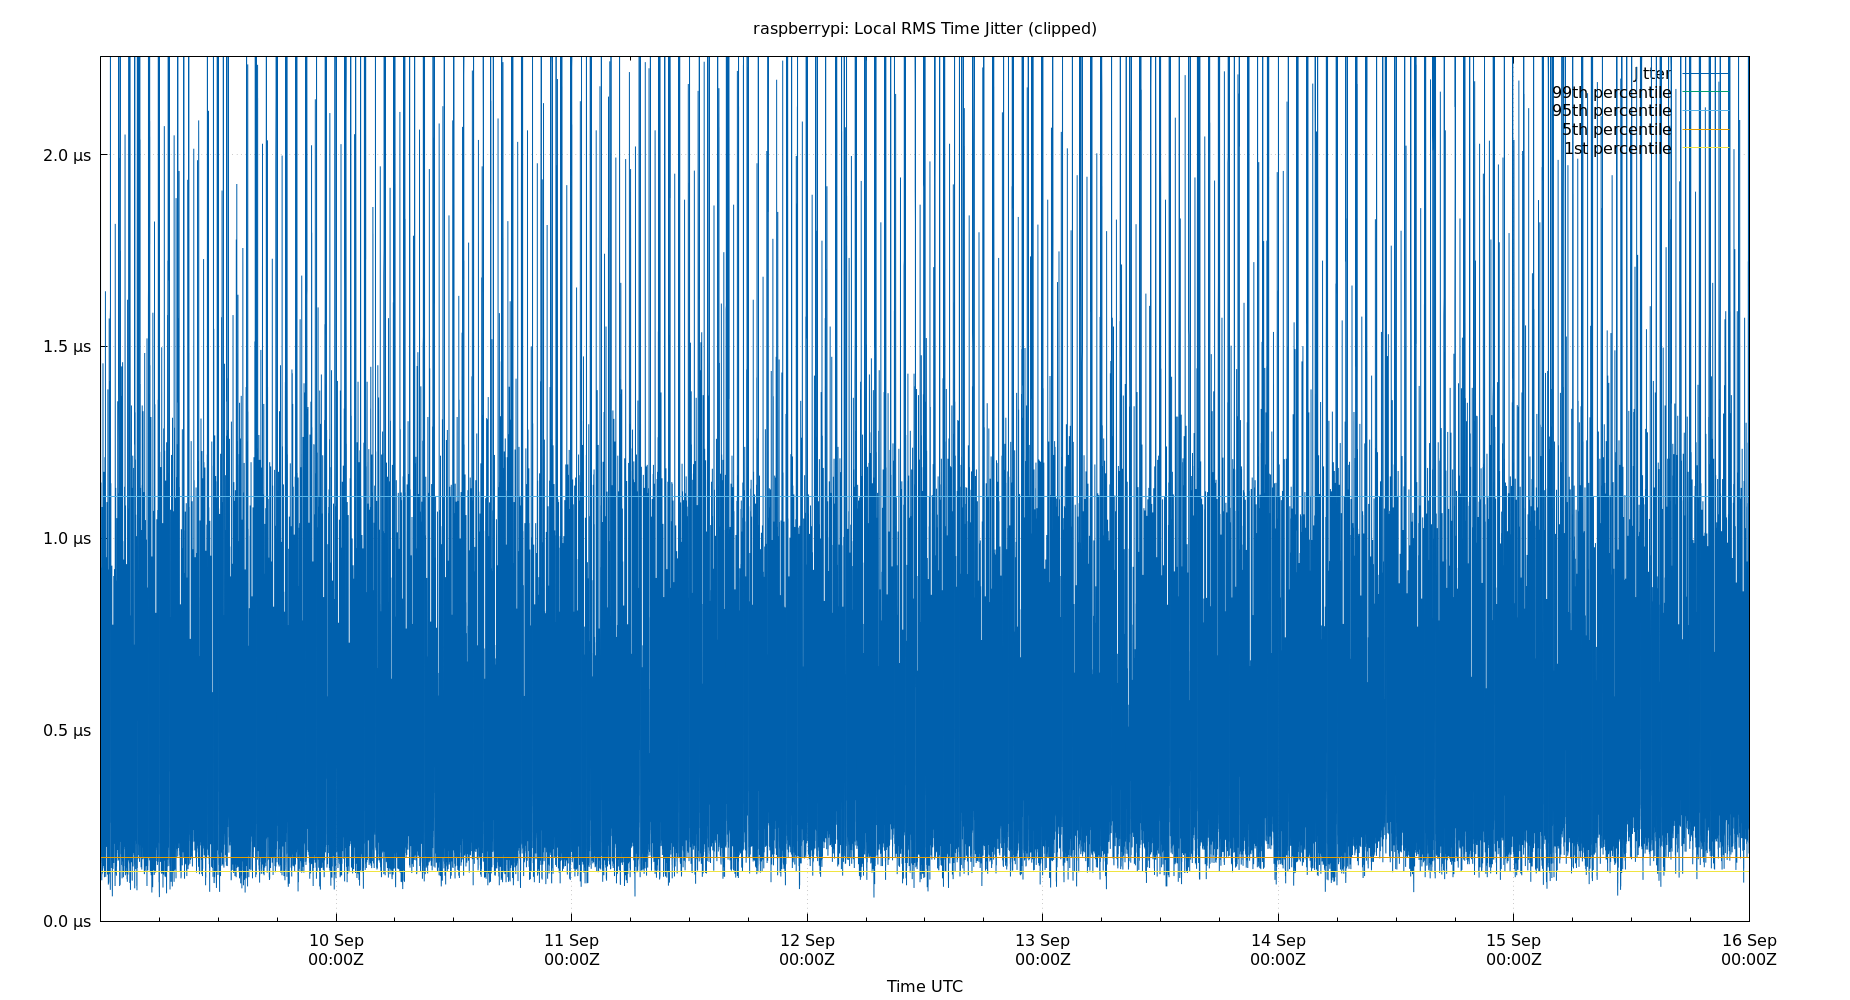 raspberrypi: Local RMS Time Jitter (clipped)
Jitter
99th percentile
95th percentile
5th percentile
1st percentile
2.0 μs
1.5 μs
1.0 μs
0.5 μs
0.0 μs
10 Sep 11 Sep 12 Sep 13 Sep 14 Sep 15 Sep 16 Sep
00:00Z 00:00Z 00:00Z 00:00Z 00:00Z 00:00Z 00:00Z
Time UTC